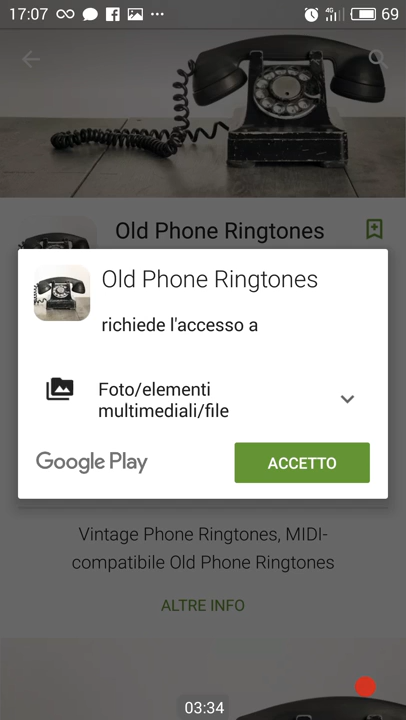 17:07 4G 69
Old Phone Ringtones
Old Phone Ringtones
richiede l'accesso a
Foto/elementi
multimediali/file
Google Play
ACCETTO
Vintage Phone Ringtones, MIDI-
compatibile Old Phone Ringtones
ALTRE INFO
03:34